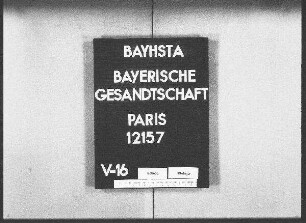 BAYHSTA
BAYERISCHE
GESANDTSCHAFT
PARIS
12157
V-16